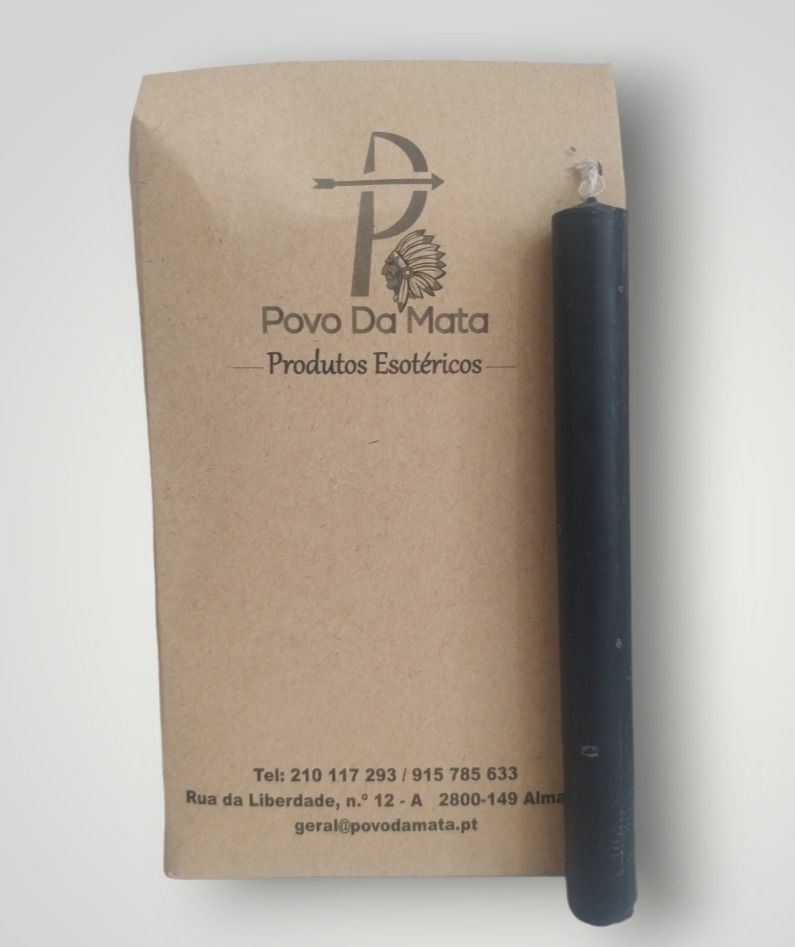 Povo Da Mata
Produtos Esotéricos
Tel: 210 117 293 / 915 785 633
Rua da Liberdade, n.º 12 - A 2800-149 Alma
geral@povodamata.pt